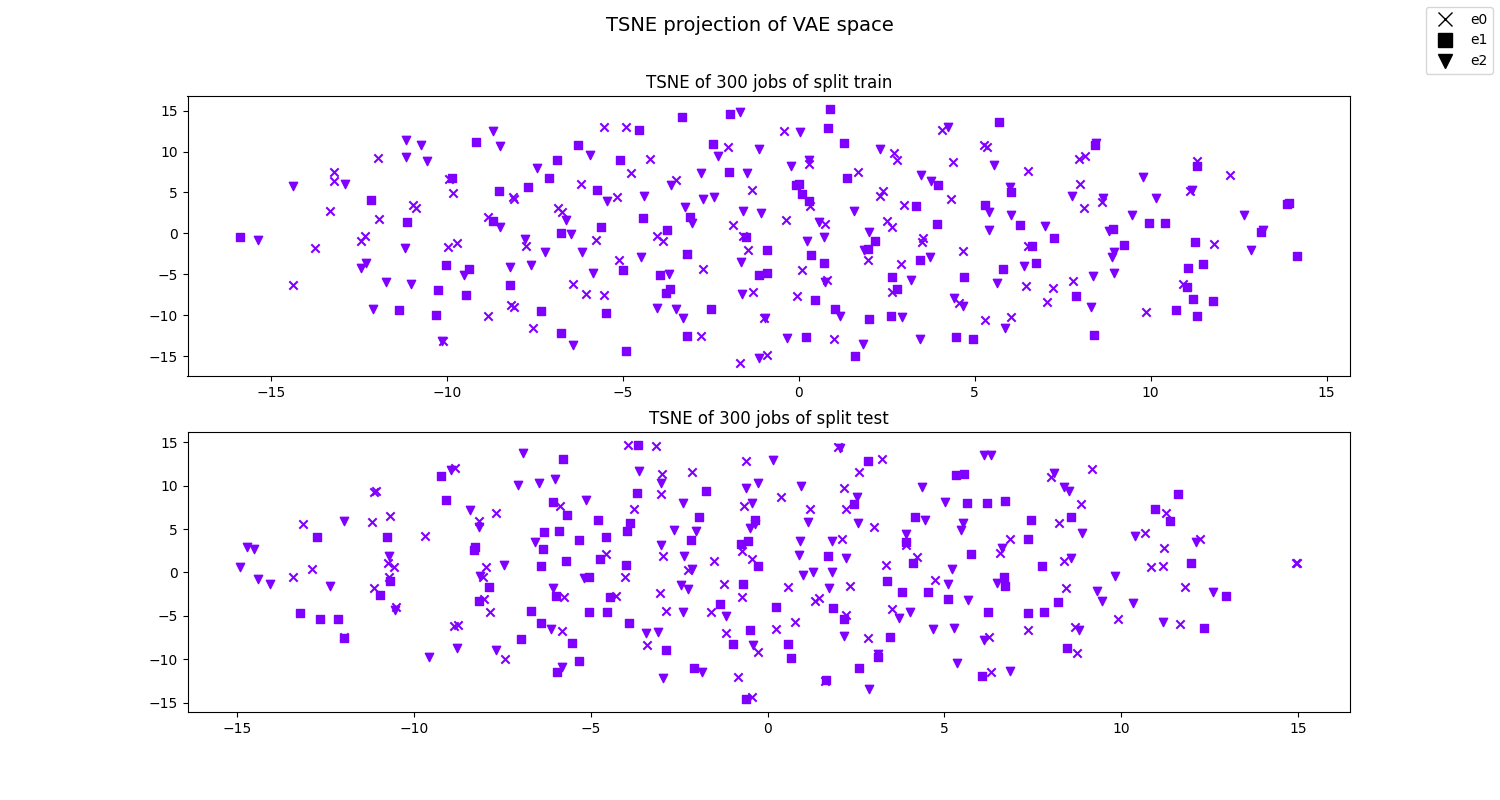 TSNE projection of VAE space
e0
e1
e2
TSNE of 300 jobs of split train
15
10
5
0
−5
−10
−15
−15 −10 −5 0 5 10 15
TSNE of 300 jobs of split test
15
10
5
0
−5
−10
−15
−15 −10 −5 0 5 10 15